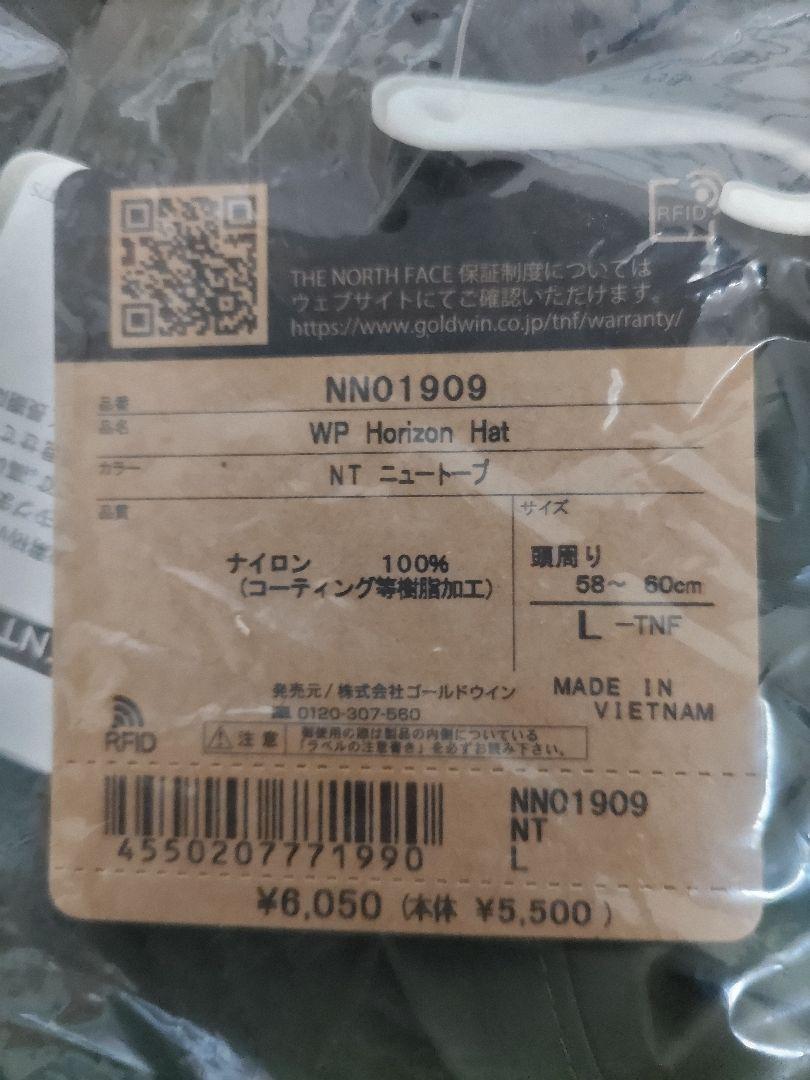 RFID
THE NORTH FACE 保証制度については
ウェブサイトにてご確認いただけます。
https://www.goldwin.co.jp/tnf/warranty/
品番 NN01909
品名 WP Horizon Hat
カラー NT ニュートープ
品質
ナイロン 100%
(コーティング等樹脂加工)
サイズ
頭周り
58~ 60cm
L -TNF
発売元/株式会社ゴールドウイン
0120-307-560
MADE IN
VIETNAM
RFID
注意
御使用の際は製品の内側についている
「ラベルの注意書き」を必ずお読み下さい。
4550207771990
NN01909
NT
L
¥6,050 (本体 ¥5,500 )